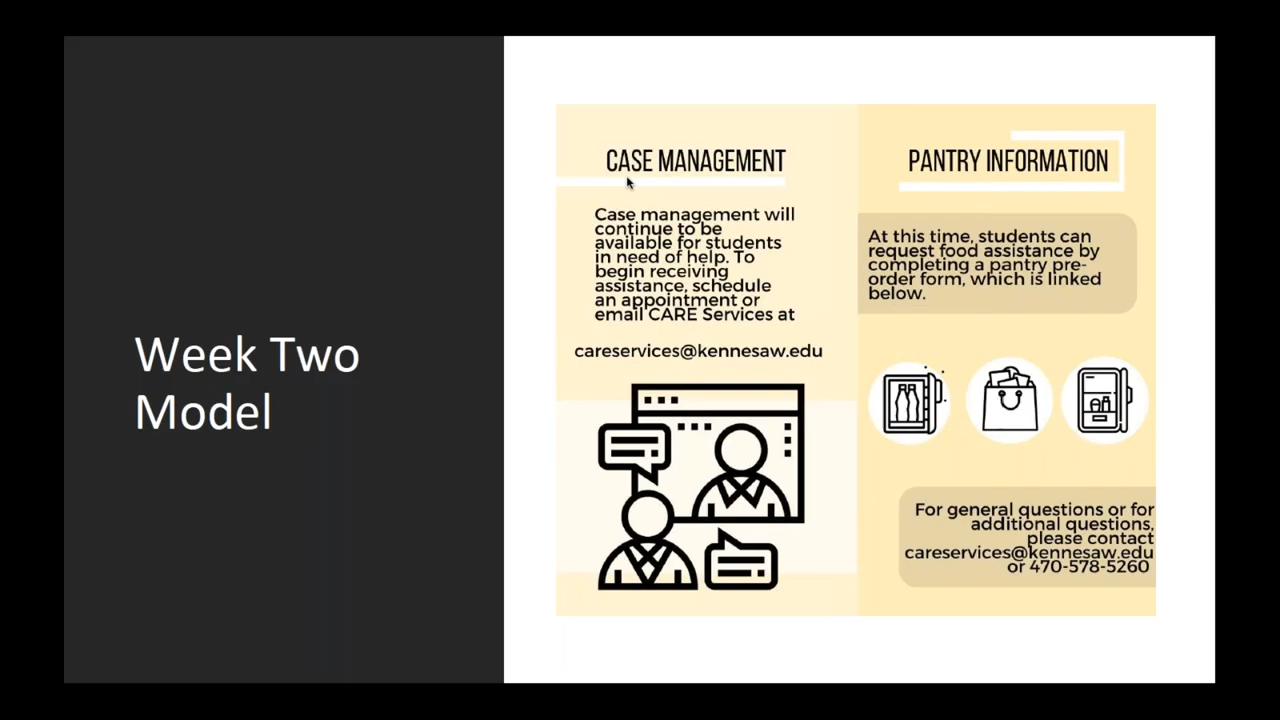 Week Two
Model
CASE MANAGEMENT
Case management will
continue to be
available for students
in need of help. To
begin receiving
assistance, schedule
an appointment or
email CARE Services at
careservices@kennesaw.edu
PANTRY INFORMATION
At this time, students can
request food assistance by
completing a pantry pre-
order form, which is linked
below.
For general questions or for
additional questions,
please contact
careservices@kennesaw.edu
or 470-578-5260